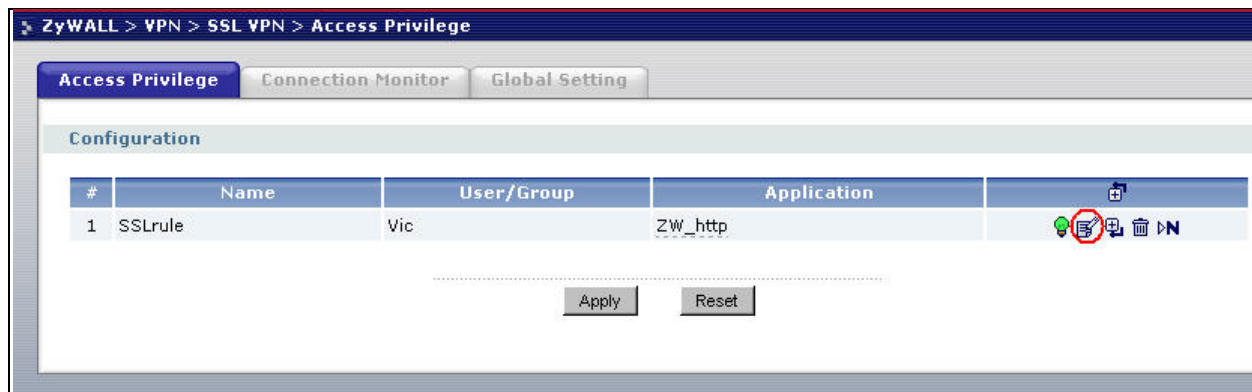 ZyWALL > VPN > SSL VPN > Access Privilege
Access Privilege Connection Monitor Global Setting
Configuration
# Name User/Group Application
1 SSLrule Vic ZW_http N
Apply Reset